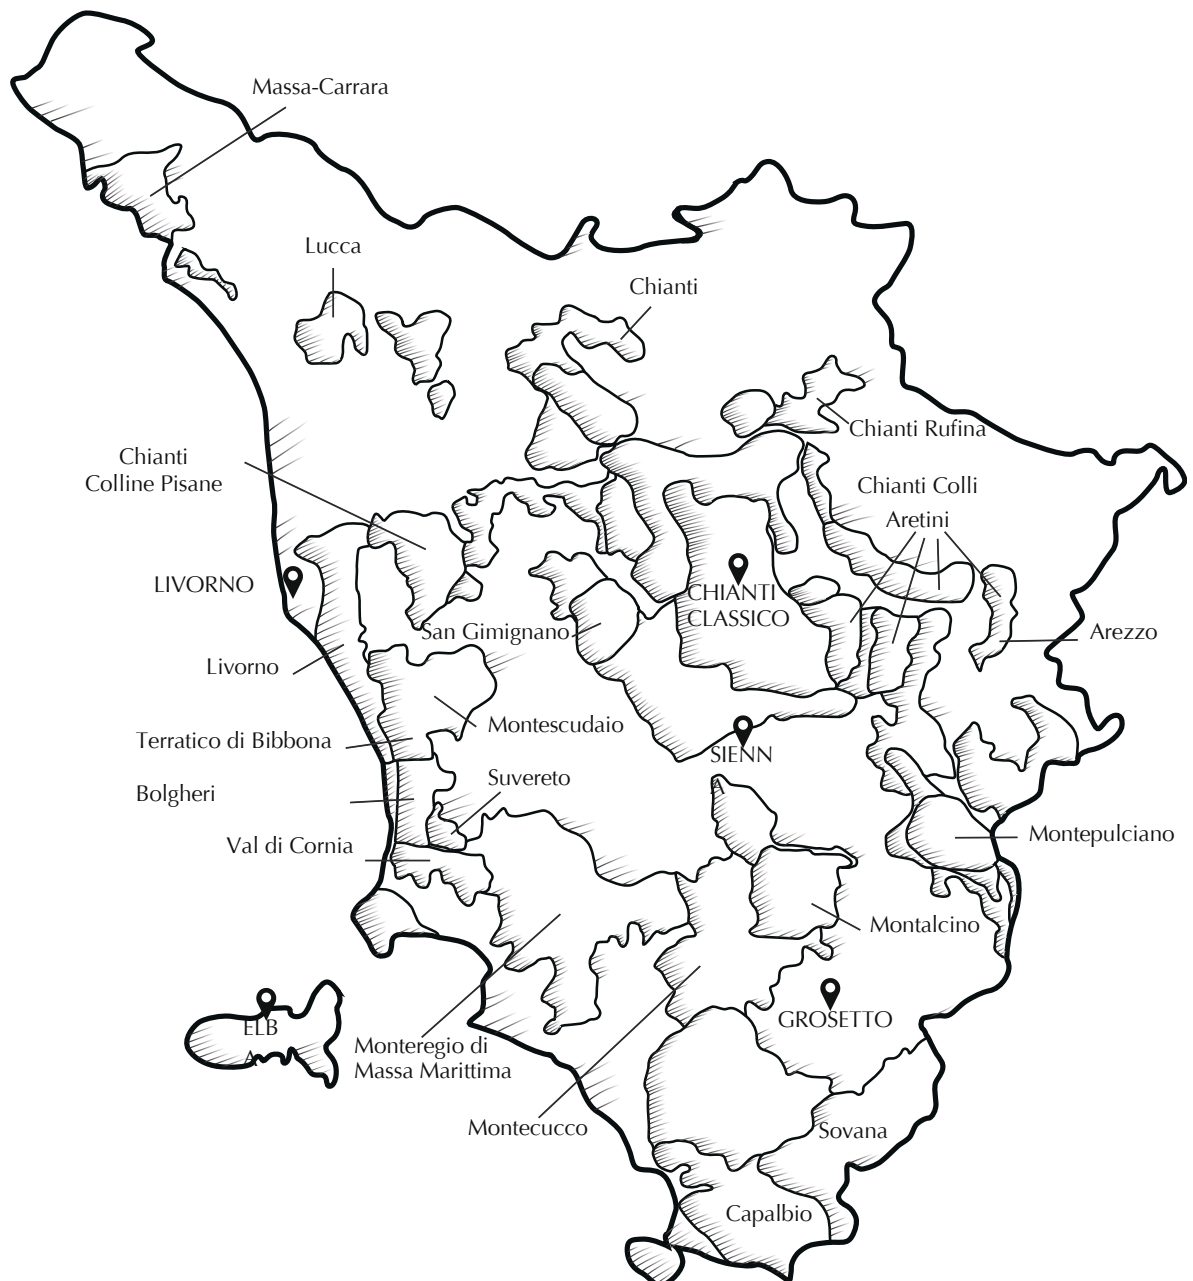 Massa-Carrara
Lucca
Chianti
Chianti Rufina
Chianti
Colline Pisane
Chianti Colli
Aretini
LIVORNO
CHIANTI
CLASSICO
San Gimignano
Arezzo
Livorno
Montescudaio
Terratico di Bibbona
SIENN
A
Suvereto
Bolgheri
Montepulciano
Val di Cornia
Montalcino
GROSETTO
ELB
A
Monteregio di
Massa Marittima
Montecucco
Sovana
Capalbio